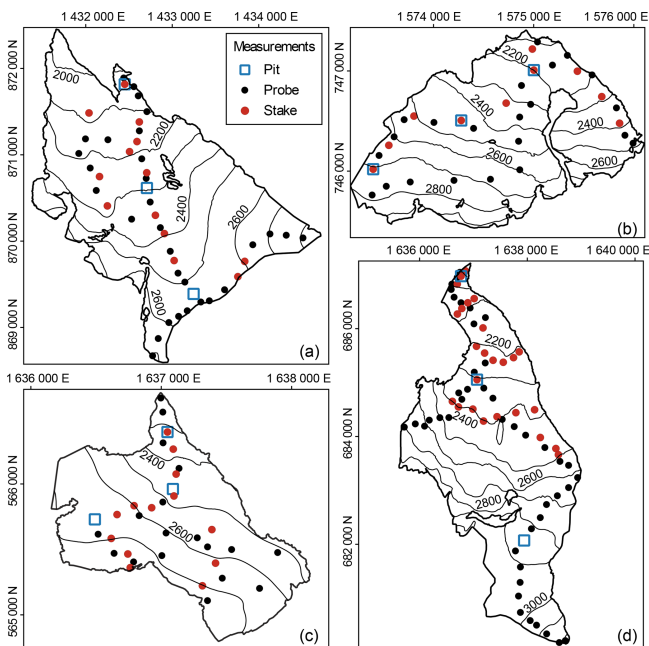 1 432 000 E 1 433 000 E 1 434 000 E
872 000 N
871 000 N
870 000 N
869 000 N
2000
2200
2400
2600
2600
Measurements
Pit
Probe
Stake
(a)
1 574 000 E 1 575 000 E 1 576 000 E
747 000 N
746 000 N
2200
2400
2400
2600
2600
2800
(b)
1 636 000 E 1 637 000 E 1 638 000 E
566 000 N
565 000 N
2400
2600
(c)
1 636 000 E 1 638 000 E 1 640 000 E
686 000 N
684 000 N
682 000 N
2200
2400
2600
2800
3000
(d)